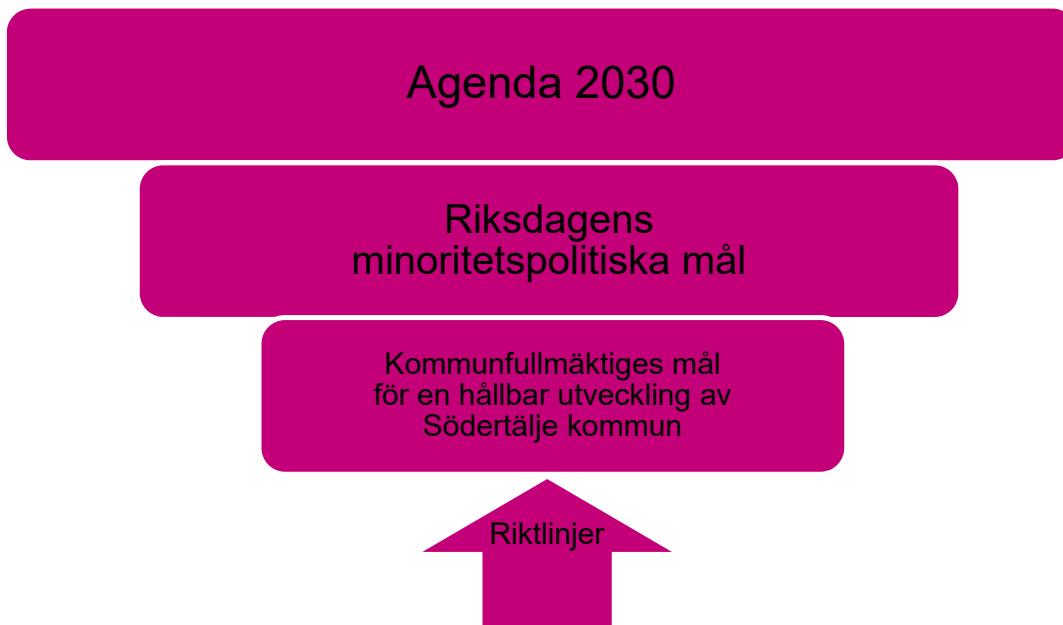 Agenda 2030
Riksdagens
minoritetspolitiska mål
Kommunfullmäktiges mål
för en hållbar utveckling av
Södertälje kommun
Riktlinjer